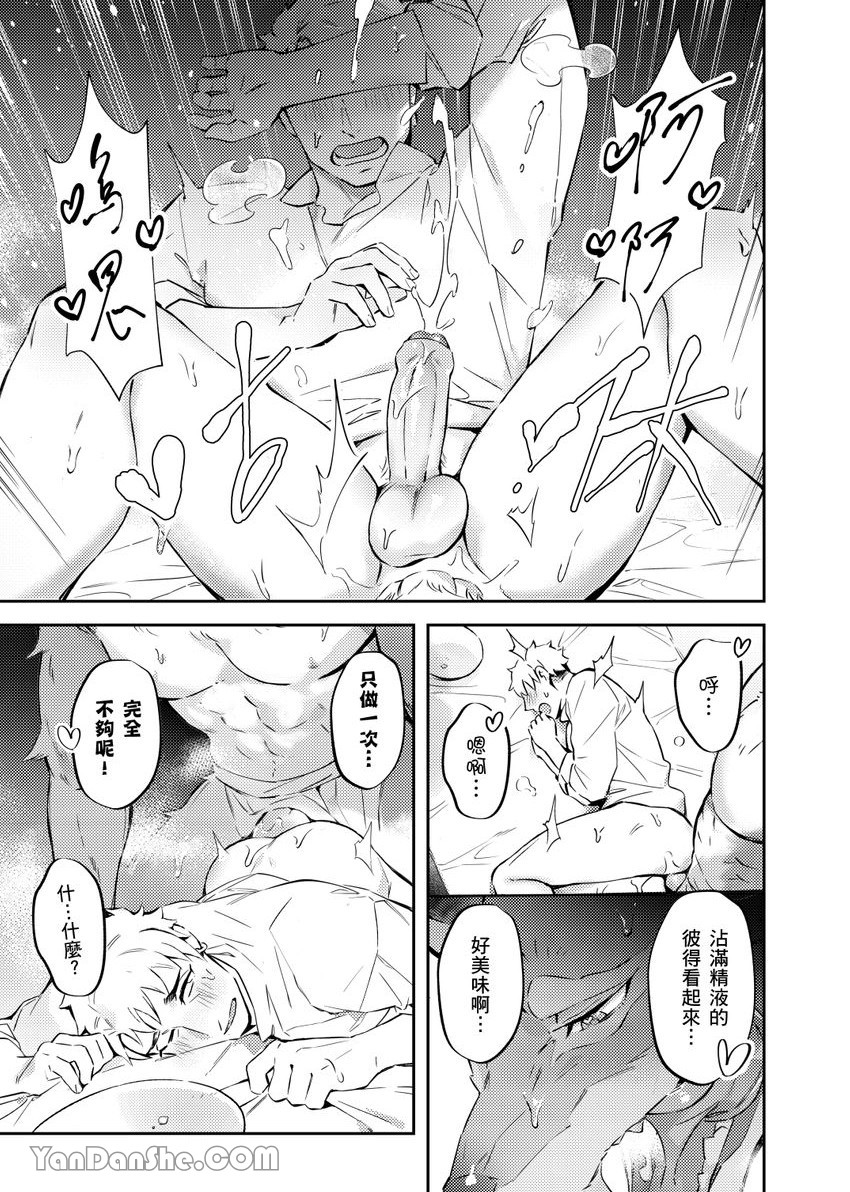 啊
啊
嗚
恩
呼…
嗯啊
…
沾滿精液的
彼得看起來…
好美味啊…
只做一次…
完全
不夠呢！
什…什麼？
YanDanshe.com